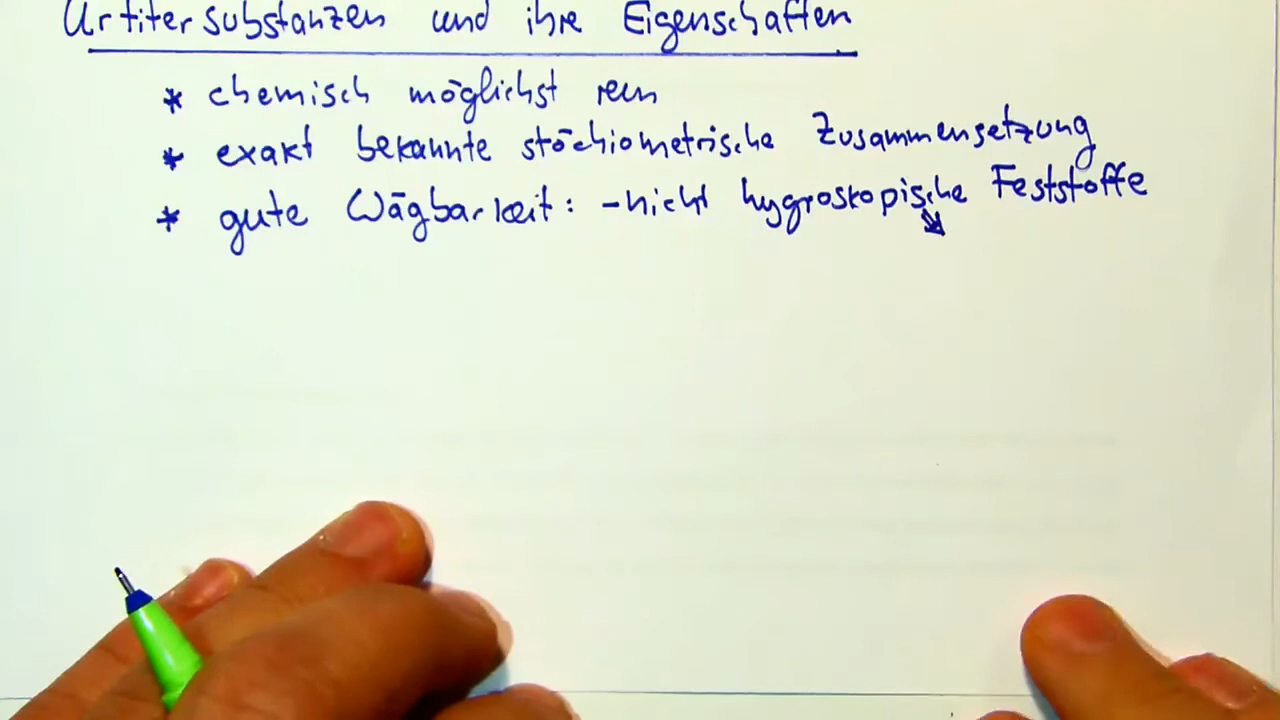 Urtitersubstanzen und ihre Eigenschaften
* chemisch möglichst rein
* exakt bekannte stöchiometrische Zusammensetzung
* gute Wägbarkeit: - nicht hygroskopische Feststoffe